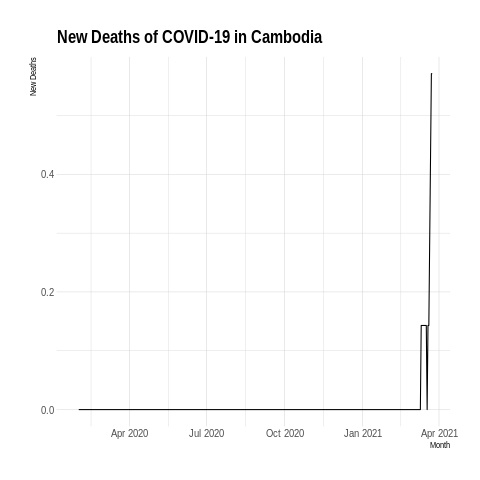 New Deaths of COVID-19 in Cambodia
New Deaths
0.4
0.2
0.0
Apr 2020 Jul 2020 Oct 2020 Jan 2021 Apr 2021
Month